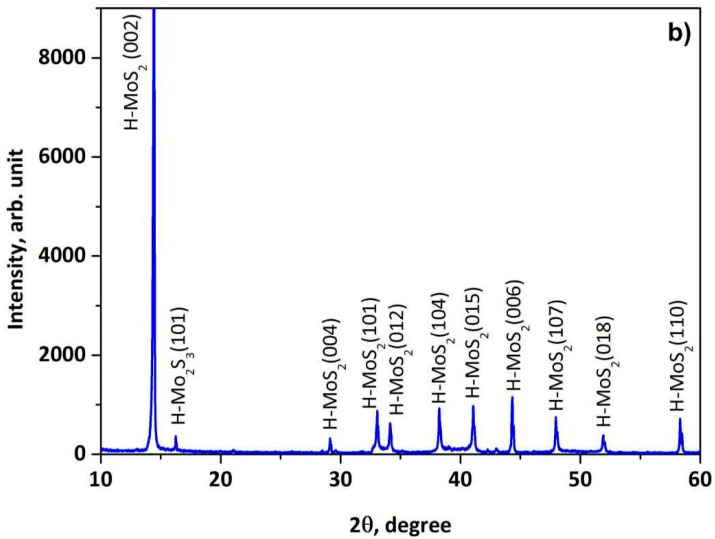 b)
Intensity, arb. unit
8000
6000
4000
2000
0
H-MoS₂ (002)
H-Mo₂S₃(101)
H-MoS₂(004)
H-MoS₂(101)
H-MoS₂(012)
H-MoS₂(104)
H-MoS₂(015)
H-MoS₂(006)
H-MoS₂(107)
H-MoS₂(018)
H-MoS₂(110)
10 20 30 40 50 60
2θ, degree